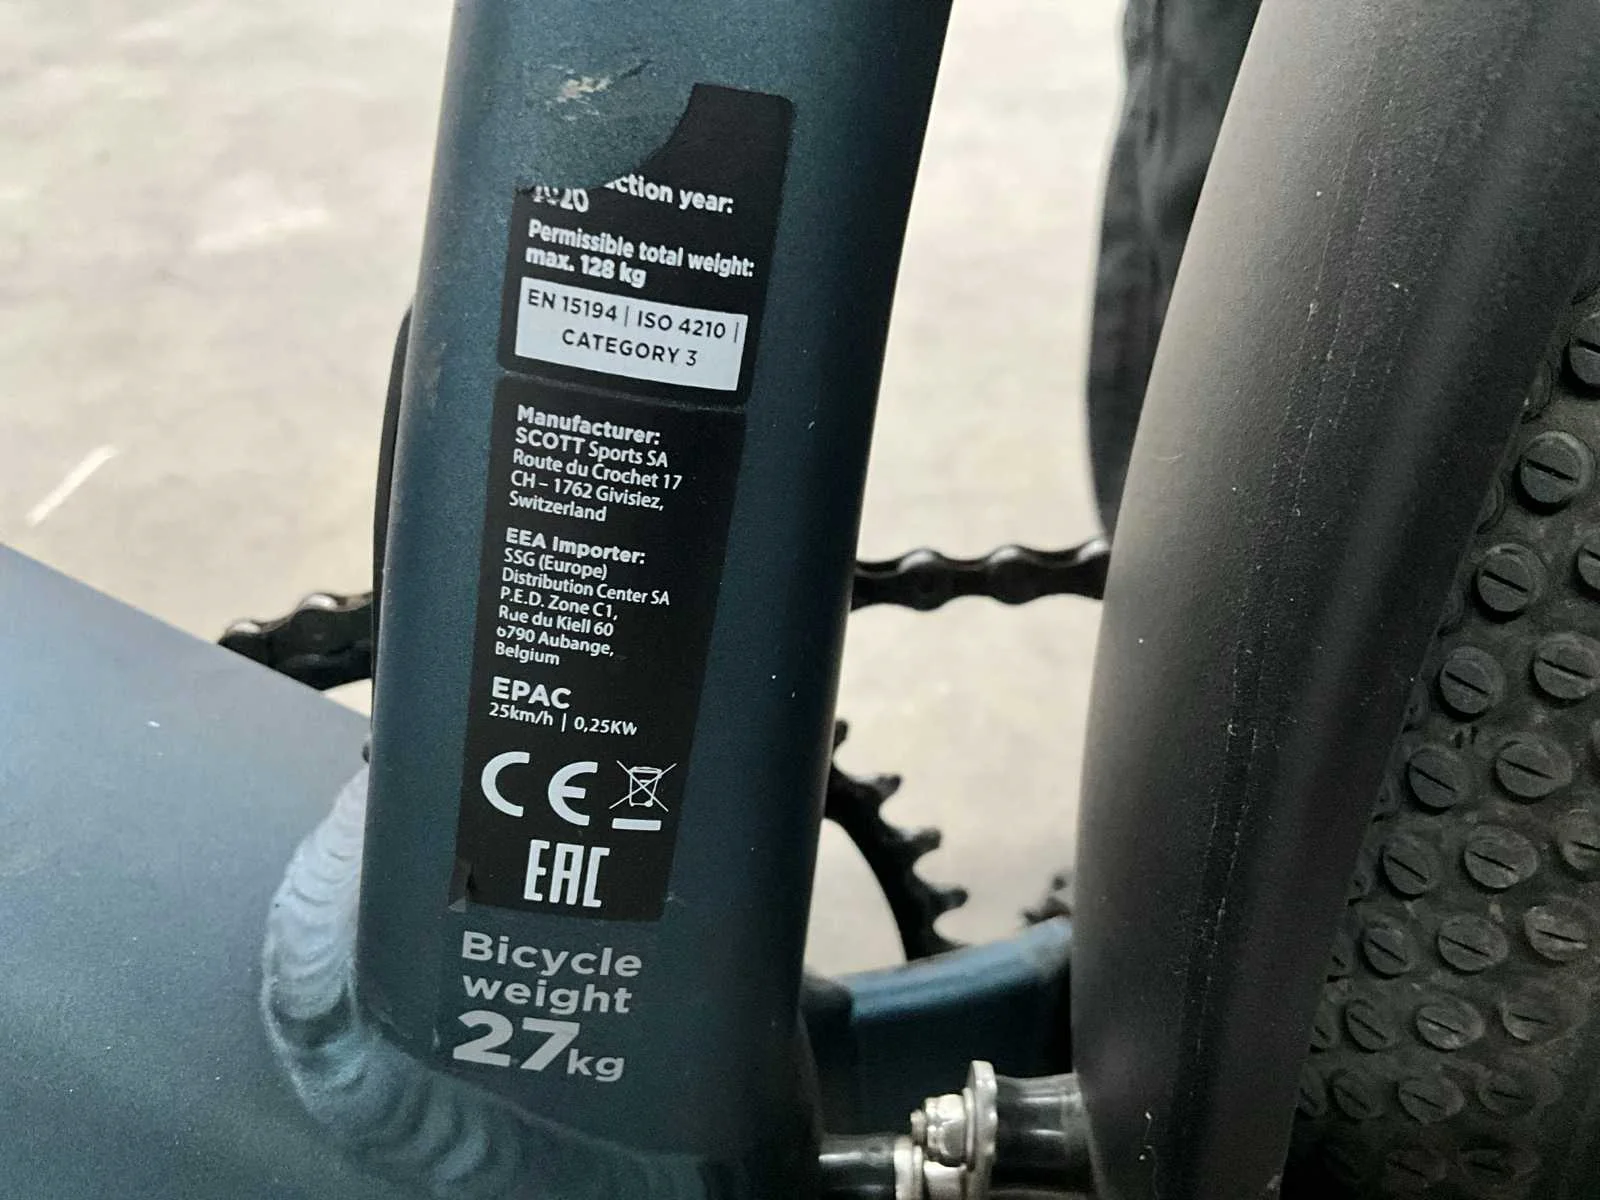 ction year:
Permissible total weight:
max. 128 kg
EN 15194 | ISO 4210 |
CATEGORY 3
Manufacturer:
SCOTT Sports SA
Route du Crochet 17
CH – 1762 Givisiez,
Switzerland
EEA Importer:
SSG (Europe)
Distribution Center SA
P.E.D. Zone C1,
Rue du Kiell 60
6790 Aubange,
Belgium
EPAC
25km/h | 0,25KW
CE
EAC
Bicycle
weight
27kg